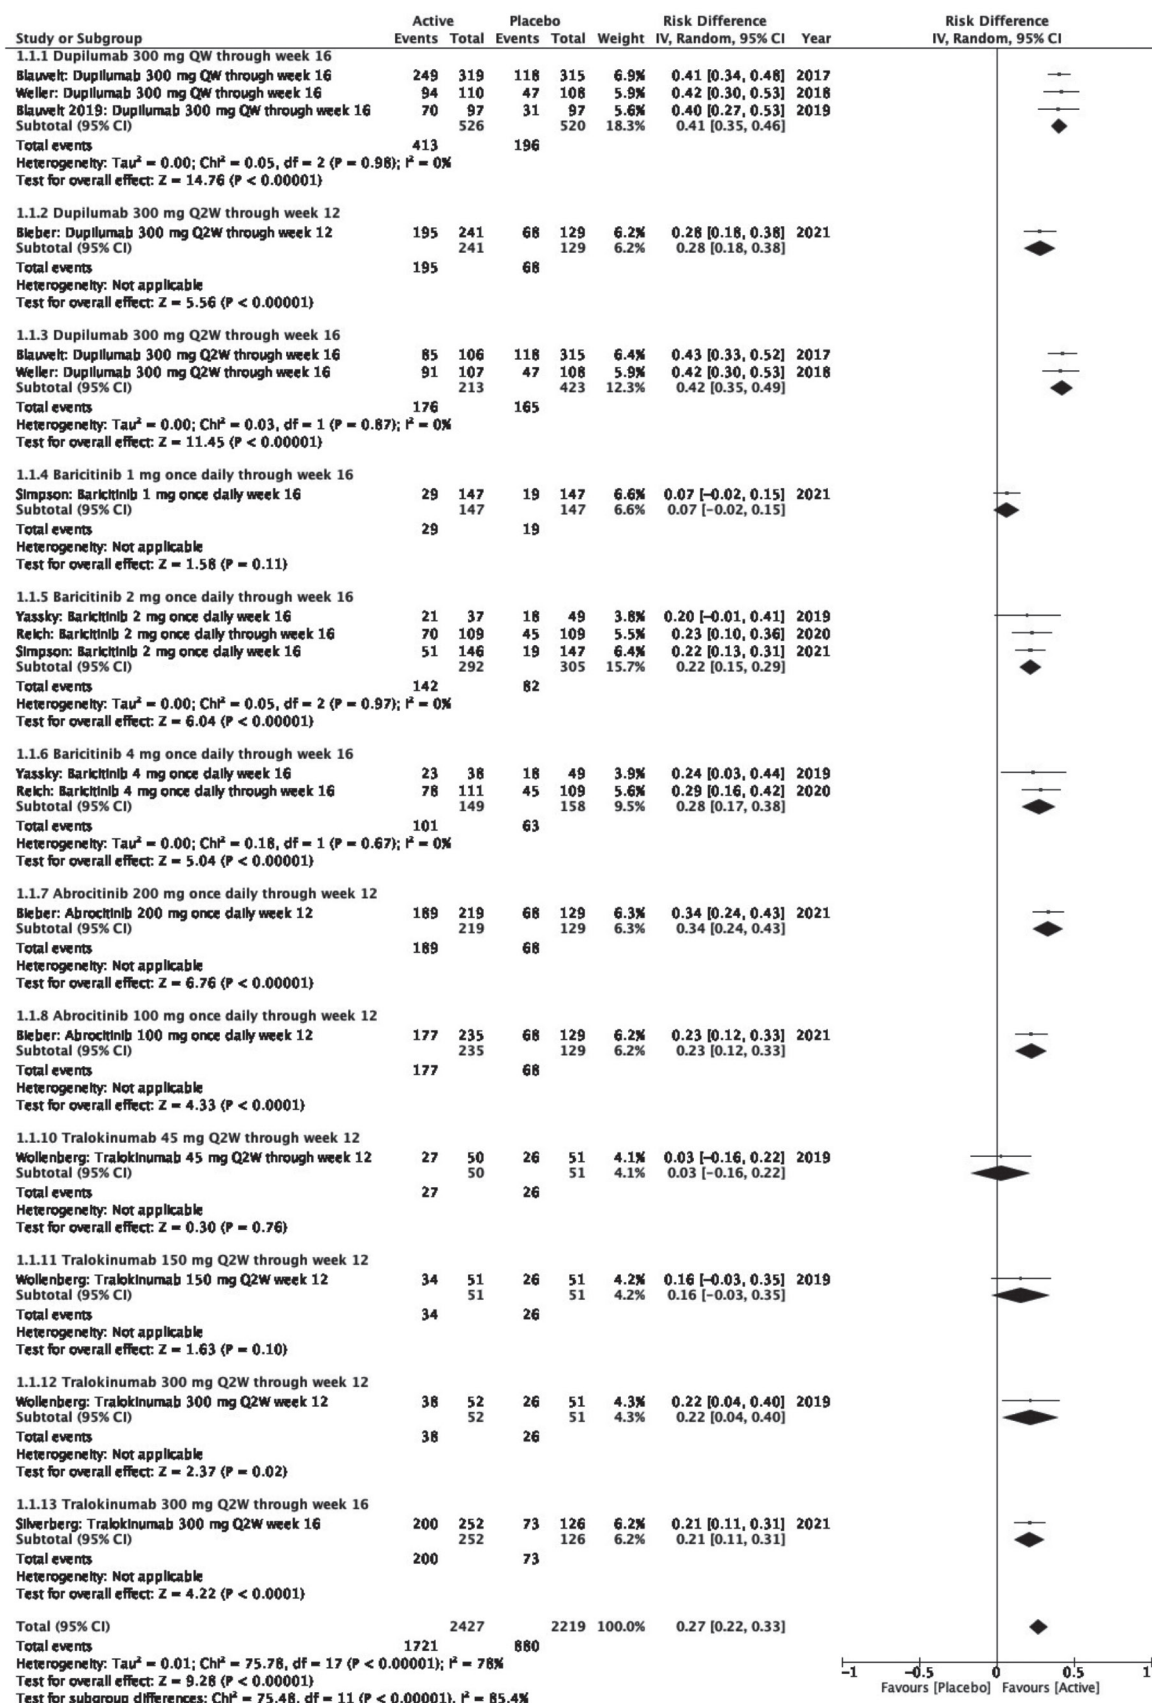 Active Placebo Risk Difference Risk Difference
Study or Subgroup Events Total Events Total Weight IV, Random, 95% CI Year IV, Random, 95% CI
1.1.1 Dupilumab 300 mg QW through week 16
Blauvelt: Dupilumab 300 mg QW through week 16 249 319 118 315 6.9% 0.41 [0.34, 0.48] 2017
Weller: Dupilumab 300 mg QW through week 16 94 110 47 108 5.9% 0.42 [0.30, 0.53] 2018
Blauvelt 2019: Dupilumab 300 mg QW through week 16 70 97 31 97 5.6% 0.40 [0.27, 0.53] 2019
Subtotal (95% CI) 526 520 18.3% 0.41 [0.35, 0.46]
Total events 413 196
Heterogeneity: Tau² = 0.00; Chi² = 0.05, df = 2 (P = 0.98); I² = 0%
Test for overall effect: Z = 14.76 (P < 0.00001)
1.1.2 Dupilumab 300 mg Q2W through week 12
Bieber: Dupilumab 300 mg Q2W through week 12 195 241 68 129 6.2% 0.28 [0.18, 0.38] 2021
Subtotal (95% CI) 241 129 6.2% 0.28 [0.18, 0.38]
Total events 195 68
Heterogeneity: Not applicable
Test for overall effect: Z = 5.56 (P < 0.00001)
1.1.3 Dupilumab 300 mg Q2W through week 16
Blauvelt: Dupilumab 300 mg Q2W through week 16 85 106 118 315 6.4% 0.43 [0.33, 0.52] 2017
Weller: Dupilumab 300 mg Q2W through week 16 91 107 47 108 5.9% 0.42 [0.30, 0.53] 2018
Subtotal (95% CI) 213 423 12.3% 0.42 [0.35, 0.49]
Total events 176 165
Heterogeneity: Tau² = 0.00; Chi² = 0.03, df = 1 (P = 0.87); I² = 0%
Test for overall effect: Z = 11.45 (P < 0.00001)
1.1.4 Baricitinib 1 mg once daily through week 16
Simpson: Baricitinib 1 mg once daily week 16 29 147 19 147 6.6% 0.07 [−0.02, 0.15] 2021
Subtotal (95% CI) 147 147 6.6% 0.07 [−0.02, 0.15]
Total events 29 19
Heterogeneity: Not applicable
Test for overall effect: Z = 1.58 (P = 0.11)
1.1.5 Baricitinib 2 mg once daily week 16
Yassky: Baricitinib 2 mg once daily week 16 21 37 18 49 3.8% 0.20 [−0.01, 0.41] 2019
Reich: Baricitinib 2 mg once daily through week 16 70 109 45 109 5.5% 0.23 [0.10, 0.36] 2020
Simpson: Baricitinib 2 mg once daily week 16 51 146 19 147 6.4% 0.22 [0.13, 0.31] 2021
Subtotal (95% CI) 292 305 15.7% 0.22 [0.15, 0.29]
Total events 142 82
Heterogeneity: Tau² = 0.00; Chi² = 0.05, df = 2 (P = 0.97); I² = 0%
Test for overall effect: Z = 6.04 (P < 0.00001)
1.1.6 Baricitinib 4 mg once daily through week 16
Yassky: Baricitinib 4 mg once daily week 16 23 38 18 49 3.9% 0.24 [0.03, 0.44] 2019
Reich: Baricitinib 4 mg once daily through week 16 78 111 45 109 5.6% 0.29 [0.16, 0.42] 2020
Subtotal (95% CI) 149 158 9.5% 0.28 [0.17, 0.38]
Total events 101 63
Heterogeneity: Tau² = 0.00; Chi² = 0.18, df = 1 (P = 0.67); I² = 0%
Test for overall effect: Z = 5.04 (P < 0.00001)
1.1.7 Abrocitinib 200 mg once daily through week 12
Bieber: Abrocitinib 200 mg once daily week 12 189 219 68 129 6.3% 0.34 [0.24, 0.43] 2021
Subtotal (95% CI) 219 129 6.3% 0.34 [0.24, 0.43]
Total events 189 68
Heterogeneity: Not applicable
Test for overall effect: Z = 6.76 (P < 0.00001)
1.1.8 Abrocitinib 100 mg once daily through week 12
Bieber: Abrocitinib 100 mg once daily week 12 177 235 68 129 6.2% 0.23 [0.12, 0.33] 2021
Subtotal (95% CI) 235 129 6.2% 0.23 [0.12, 0.33]
Total events 177 68
Heterogeneity: Not applicable
Test for overall effect: Z = 4.33 (P < 0.0001)
1.1.10 Tralokinumab 45 mg Q2W through week 12
Wollenberg: Tralokinumab 45 mg Q2W through week 12 27 50 26 51 4.1% 0.03 [−0.16, 0.22] 2019
Subtotal (95% CI) 50 51 4.1% 0.03 [−0.16, 0.22]
Total events 27 26
Heterogeneity: Not applicable
Test for overall effect: Z = 0.30 (P = 0.76)
1.1.11 Tralokinumab 150 mg Q2W through week 12
Wollenberg: Tralokinumab 150 mg Q2W week 12 34 51 26 51 4.2% 0.16 [−0.03, 0.35] 2019
Subtotal (95% CI) 51 51 4.2% 0.16 [−0.03, 0.35]
Total events 34 26
Heterogeneity: Not applicable
Test for overall effect: Z = 1.63 (P = 0.10)
1.1.12 Tralokinumab 300 mg Q2W through week 12
Wollenberg: Tralokinumab 300 mg Q2W week 12 38 52 26 51 4.3% 0.22 [0.04, 0.40] 2019
Subtotal (95% CI) 52 51 4.3% 0.22 [0.04, 0.40]
Total events 38 26
Heterogeneity: Not applicable
Test for overall effect: Z = 2.37 (P = 0.02)
1.1.13 Tralokinumab 300 mg Q2W through week 16
Silverberg: Tralokinumab 300 mg Q2W week 16 200 252 73 126 6.2% 0.21 [0.11, 0.31] 2021
Subtotal (95% CI) 252 126 6.2% 0.21 [0.11, 0.31]
Total events 200 73
Heterogeneity: Not applicable
Test for overall effect: Z = 4.22 (P < 0.0001)
Total (95% CI) 2427 2219 100.0% 0.27 [0.22, 0.33]
Total events 1721 880
Heterogeneity: Tau² = 0.01; Chi² = 75.78, df = 17 (P < 0.00001); I² = 78%
Test for overall effect: Z = 9.28 (P < 0.00001)
Test for subgroup differences: Chi² = 75.48, df = 11 (P < 0.00001), I² = 85.4%
−1 −0.5 0 0.5 1
Favours [Placebo] Favours [Active]